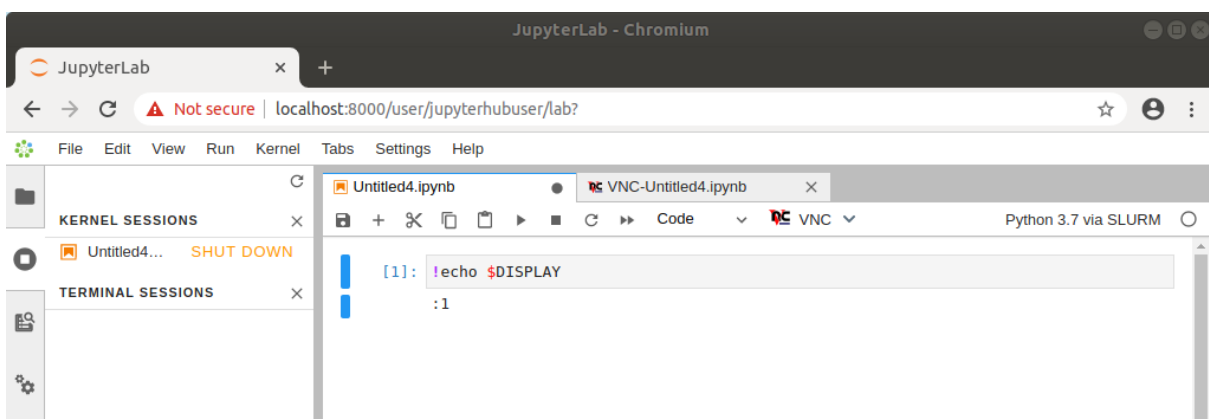 JupyterLab - Chromium
JupyterLab
Not secure | localhost:8000/user/jupyterhubuser/lab?
File Edit View Run Kernel Tabs Settings Help
Untitled4.ipynb VNC-Untitled4.ipynb
Code VNC Python 3.7 via SLURM
KERNEL SESSIONS
Untitled4... SHUT DOWN
TERMINAL SESSIONS
[1]: !echo $DISPLAY
:1